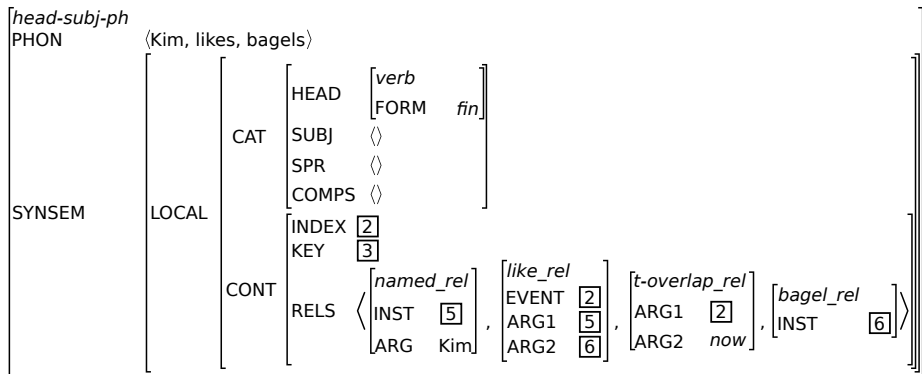 head-subj-ph
PHON ⟨Kim, likes, bagels⟩
verb
HEAD
FORM fin
CAT SUBJ ⟨⟩
SPR ⟨⟩
COMPS ⟨⟩
SYNSEM LOCAL
INDEX 2
KEY 3
named_rel like_rel t-overlap_rel bagel_rel
CONT RELS ⟨ INST 5 , EVENT 2 , ARG1 2 , INST 6 ⟩
ARG1 5
ARG Kim ARG2 6 ARG2 now